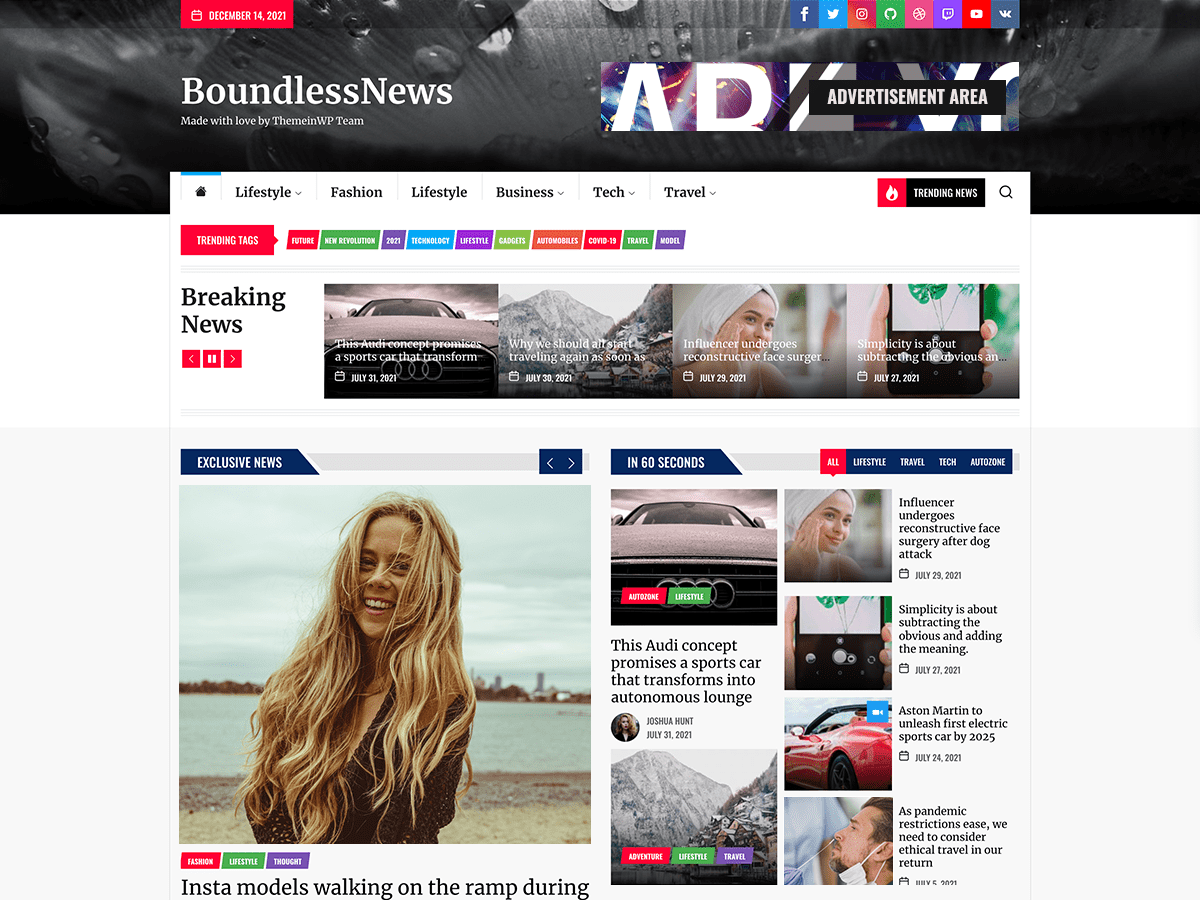 DECEMBER 14, 2021
BoundlessNews
Made with love by ThemeinWP Team
ADVERTISEMENT AREA
Lifestyle
Fashion
Lifestyle
Business
Tech
Travel
TRENDING NEWS
TRENDING TAGS
FUTURE
NEW REVOLUTION
2021
TECHNOLOGY
LIFESTYLE
GADGETS
AUTOMOBILES
COVID-19
TRAVEL
MODEL
Breaking
News
This Audi concept promises
a sports car that transform
JULY 31, 2021
Why we should all start
traveling again as soon as
JULY 30, 2021
Influencer undergoes
reconstructive face surger...
JULY 29, 2021
Simplicity is about
subtracting the obvious an...
JULY 27, 2021
EXCLUSIVE NEWS
FASHION
LIFESTYLE
THOUGHT
Insta models walking on the ramp during
IN 60 SECONDS
ALL
LIFESTYLE
TRAVEL
TECH
AUTOZONE
AUTOZONE
LIFESTYLE
This Audi concept
promises a sports car
that transforms into
autonomous lounge
JOSHUA HUNT
JULY 31, 2021
ADVENTURE
LIFESTYLE
TRAVEL
Influencer
undergoes
reconstructive face
surgery after dog
attack
JULY 29, 2021
Simplicity is about
subtracting the
obvious and adding
the meaning.
JULY 27, 2021
Aston Martin to
unleash first electric
sports car by 2025
JULY 24, 2021
As pandemic
restrictions ease, we
need to consider
ethical travel in our
return
JULY 5, 2021